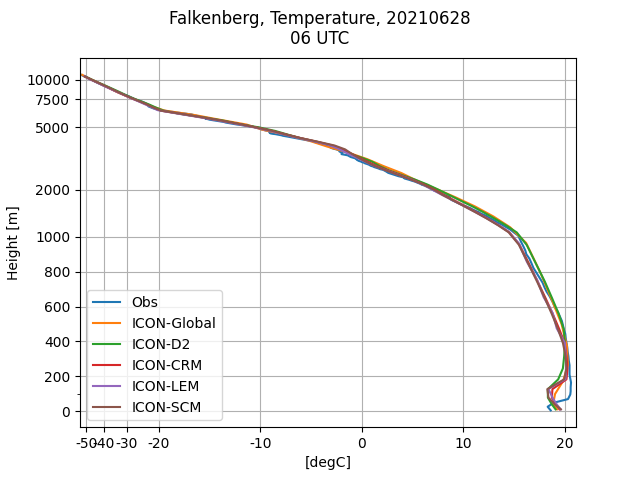 Falkenberg, Temperature, 20210628
06 UTC
Height [m]
10000
7500
5000
2000
1000
800
600
400
200
0
Obs
ICON-Global
ICON-D2
ICON-CRM
ICON-LEM
ICON-SCM
-50 -40 -30 -20 -10 0 10 20
[degC]